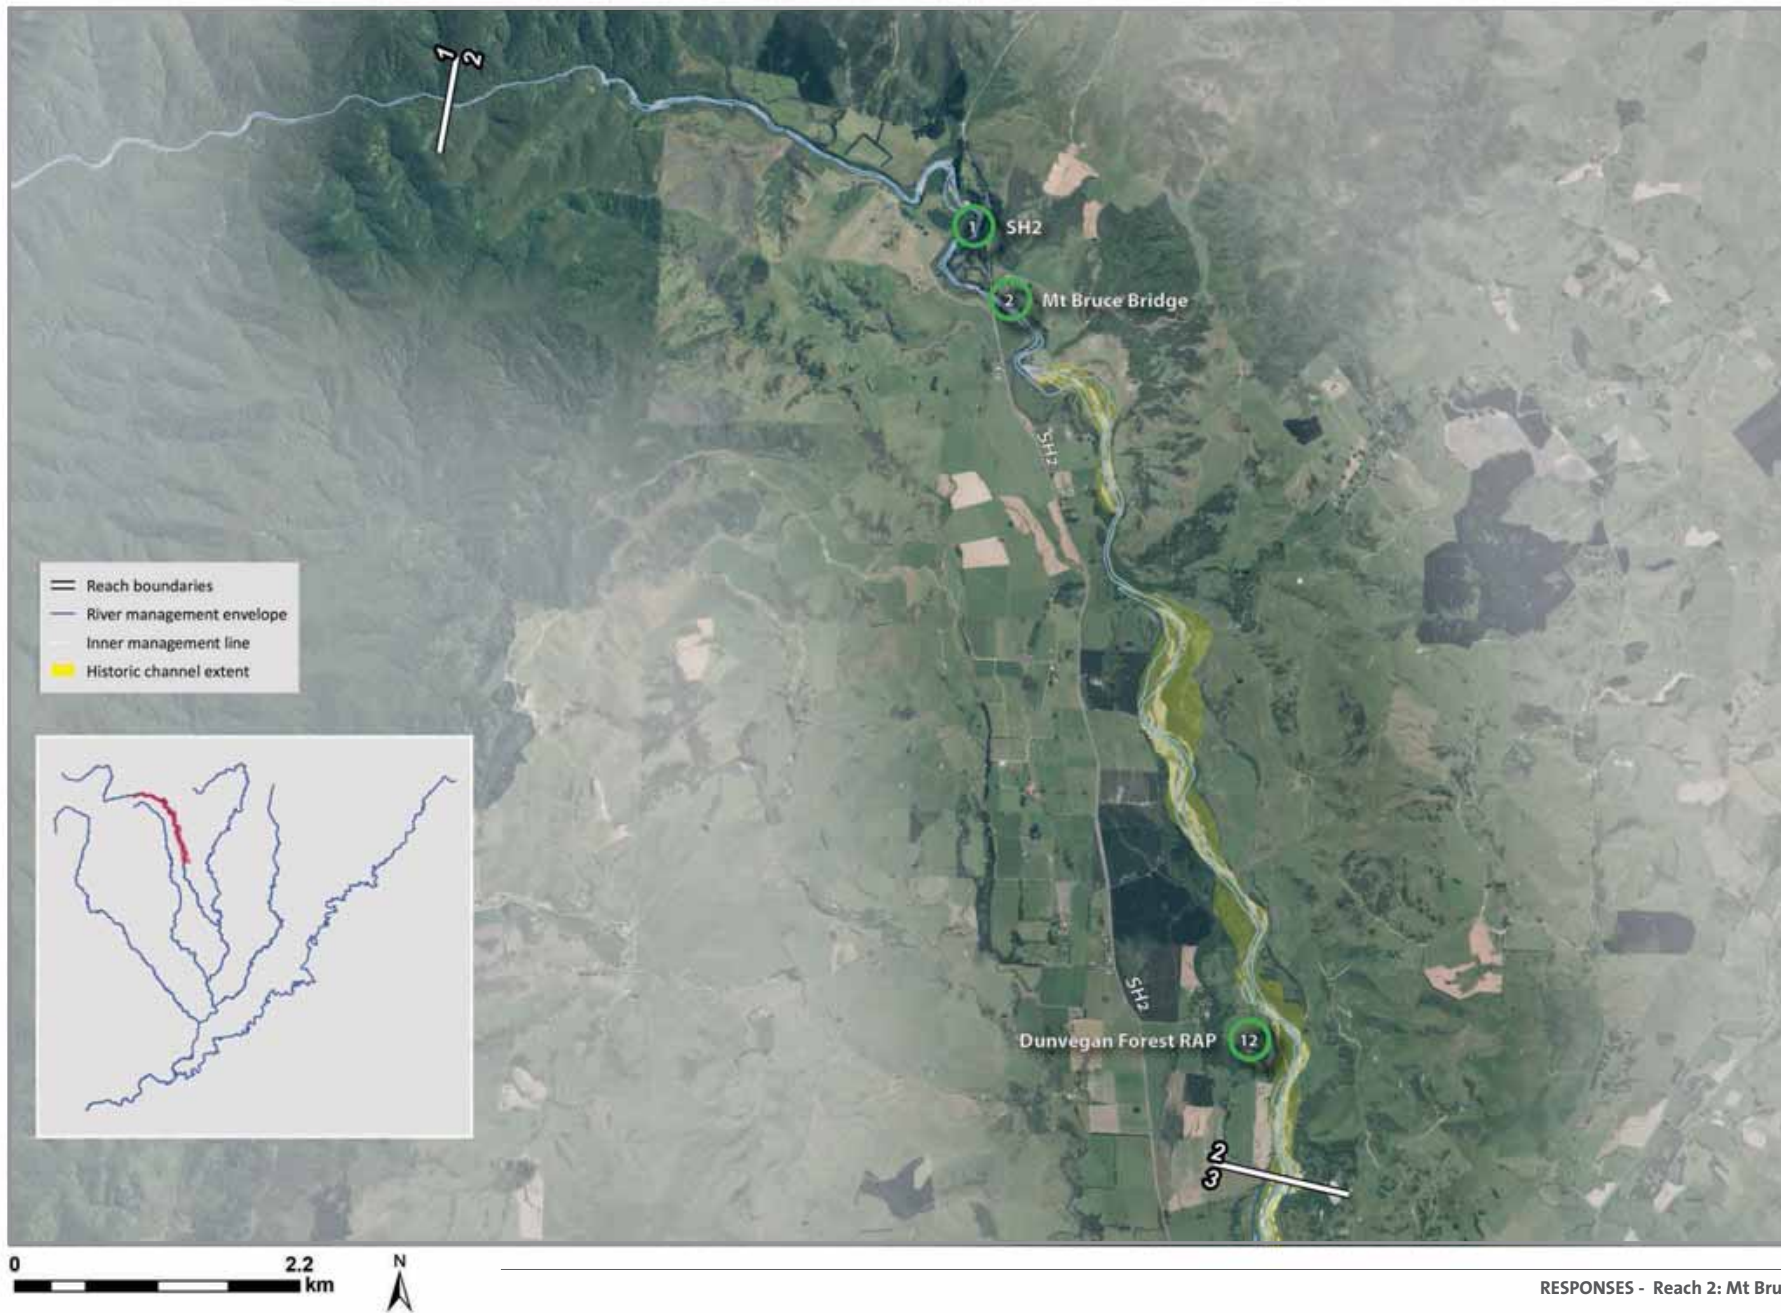 1 2
1 SH2
2 Mt Bruce Bridge
SH2
Reach boundaries
River management envelope
Inner management line
Historic channel extent
SH2
Dunvegan Forest RAP 12
2
3
0 2.2
km
N
RESPONSES - Reach 2: Mt Bru